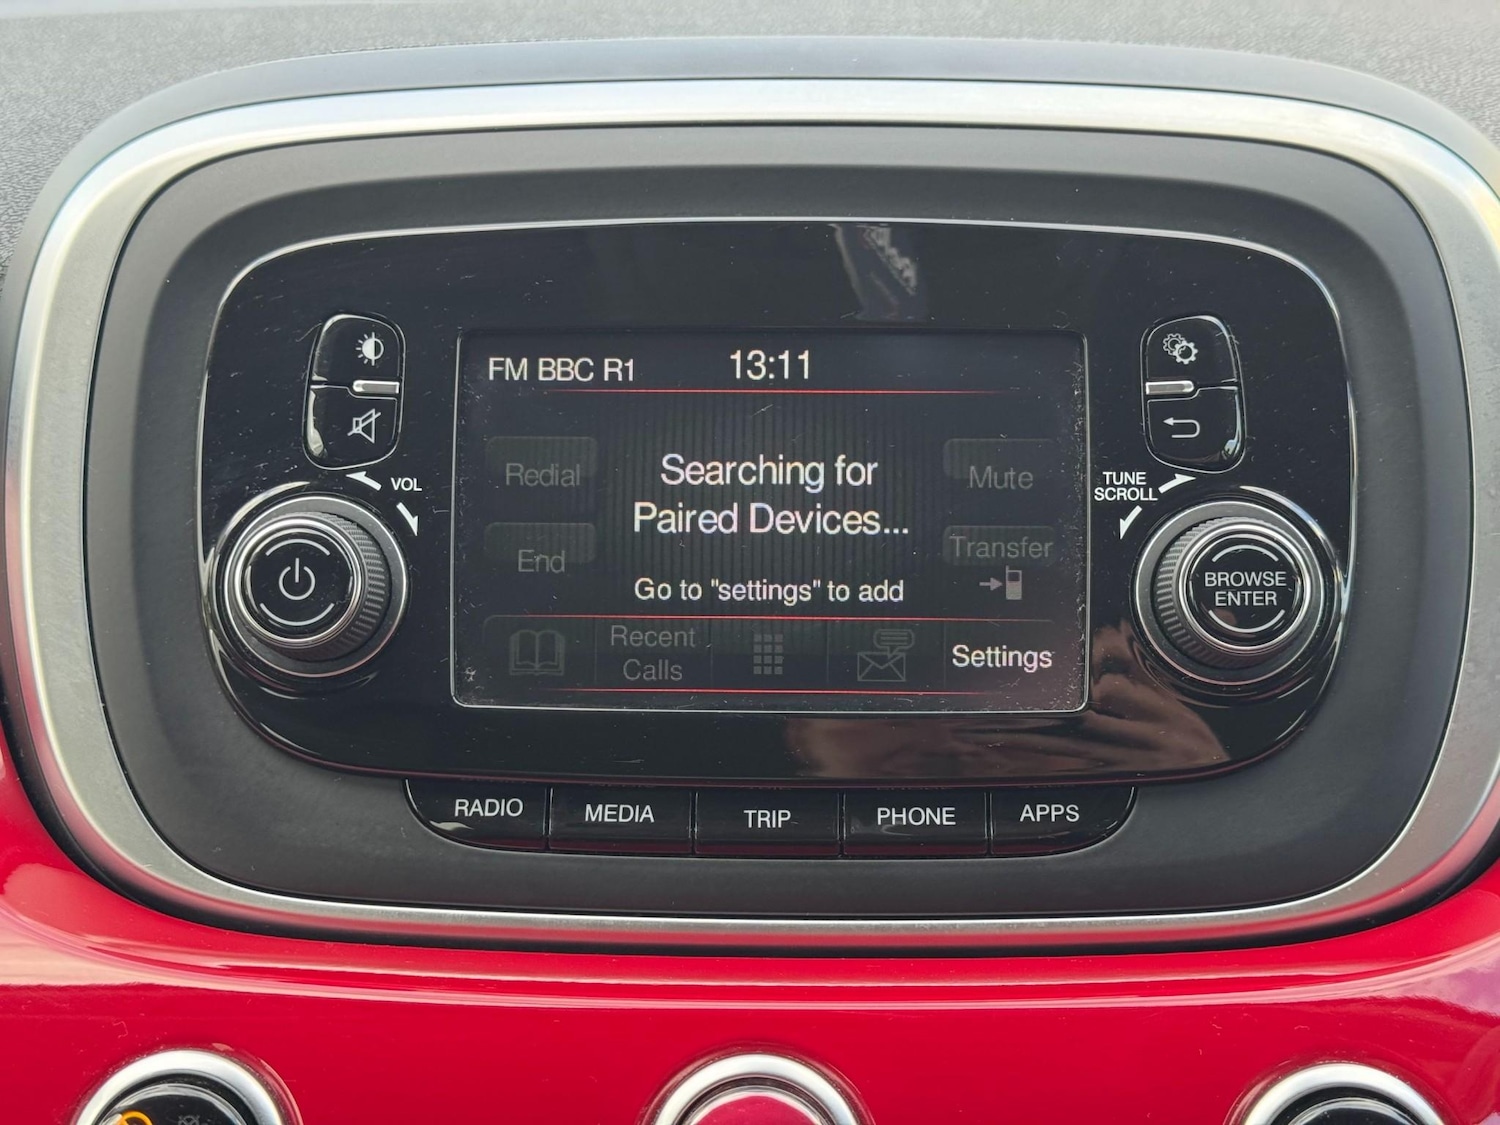 FM BBC R1
13:11
Redial
Searching for
Paired Devices...
Mute
End
Transfer
Go to "settings" to add
Recent
Calls
Settings
VOL
TUNE
SCROLL
BROWSE
ENTER
RADIO
MEDIA
TRIP
PHONE
APPS